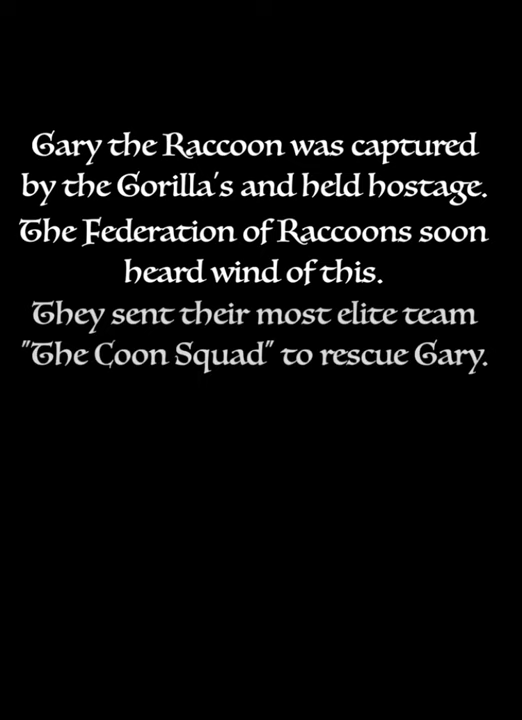 Gary the Raccoon was captured
by the Gorilla's and held hostage.
The Federation of Raccoons soon
heard wind of this.
They sent their most elite team
"The Coon Squad" to rescue Gary.